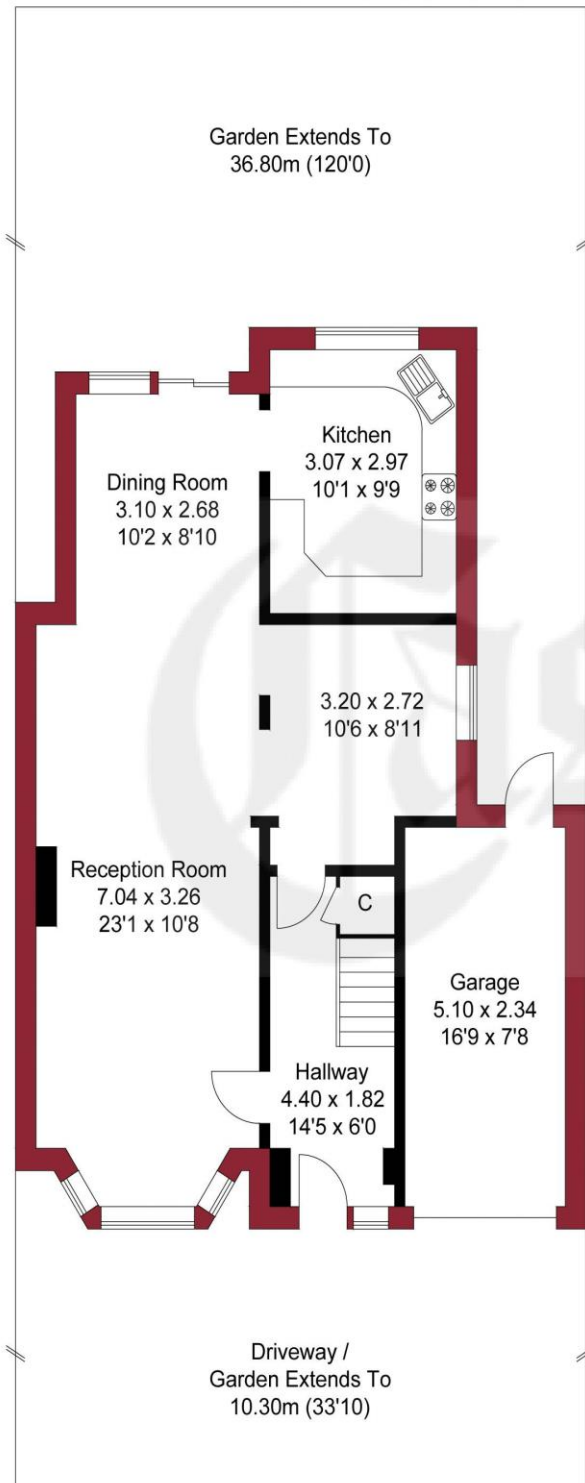 Garden Extends To
36.80m (120'0)
Kitchen
3.07 x 2.97
10'1 x 9'9
Dining Room
3.10 x 2.68
10'2 x 8'10
3.20 x 2.72
10'6 x 8'11
Reception Room
7.04 x 3.26
23'1 x 10'8
C
Garage
5.10 x 2.34
16'9 x 7'8
Hallway
4.40 x 1.82
14'5 x 6'0
Driveway /
Garden Extends To
10.30m (33'10)